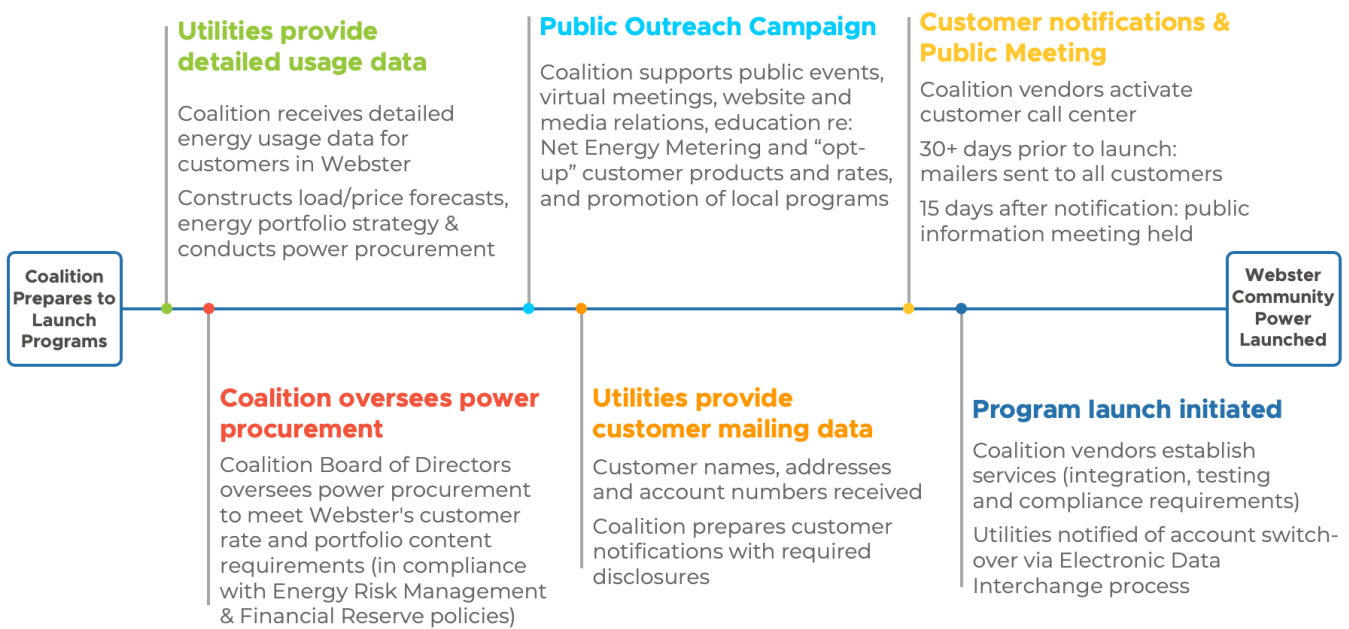 Coalition
Prepares to
Launch
Programs
Utilities provide
detailed usage data
Coalition receives detailed
energy usage data for
customers in Webster
Constructs load/price forecasts,
energy portfolio strategy &
conducts power procurement
Coalition oversees power
procurement
Coalition Board of Directors
oversees power procurement
to meet Webster's customer
rate and portfolio content
requirements (in compliance
with Energy Risk Management
& Financial Reserve policies)
Public Outreach Campaign
Coalition supports public events,
virtual meetings, website and
media relations, education re:
Net Energy Metering and “opt-
up” customer products and rates,
and promotion of local programs
Utilities provide
customer mailing data
Customer names, addresses
and account numbers received
Coalition prepares customer
notifications with required
disclosures
Customer notifications &
Public Meeting
Coalition vendors activate
customer call center
30+ days prior to launch:
mailers sent to all customers
15 days after notification: public
information meeting held
Program launch initiated
Coalition vendors establish
services (integration, testing
and compliance requirements)
Utilities notified of account switch-
over via Electronic Data
Interchange process
Webster
Community
Power
Launched